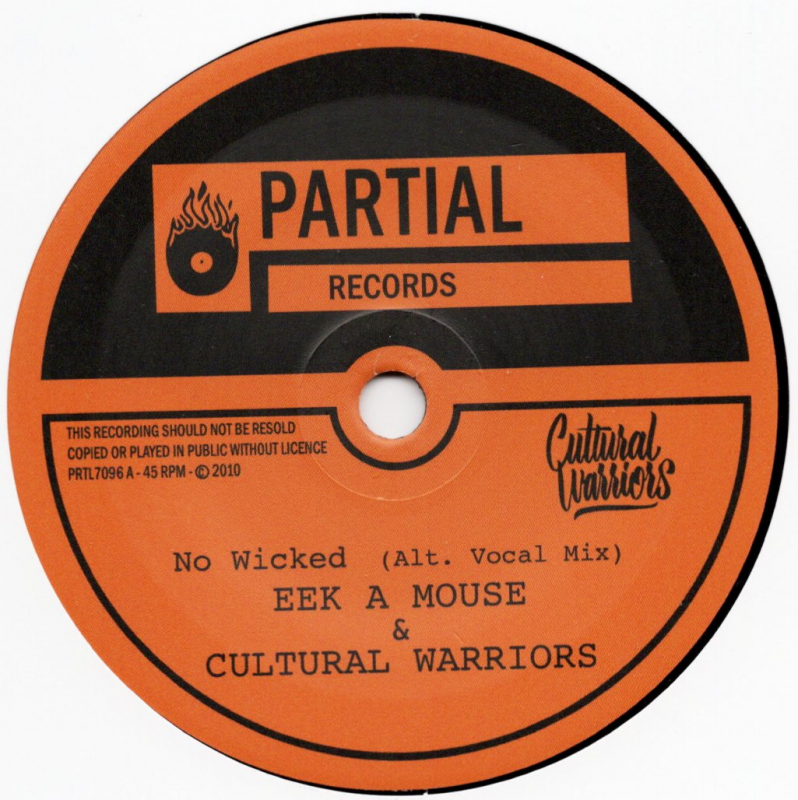 PARTIAL
RECORDS
THIS RECORDING SHOULD NOT BE RESOLD
COPIED OR PLAYED IN PUBLIC WITHOUT LICENCE
PRTL7096 A - 45 RPM - © 2010
Cultural
Warriors
No Wicked (Alt. Vocal Mix)
EEK A MOUSE
&
CULTURAL WARRIORS